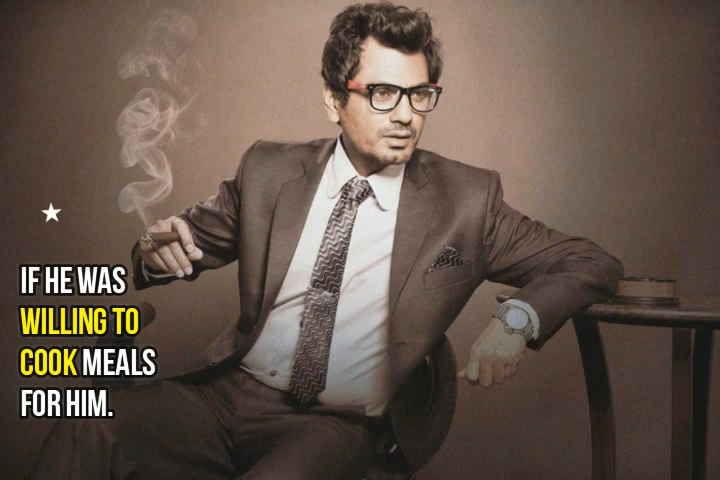 IF HE WAS
WILLING TO
COOK MEALS
FOR HIM.